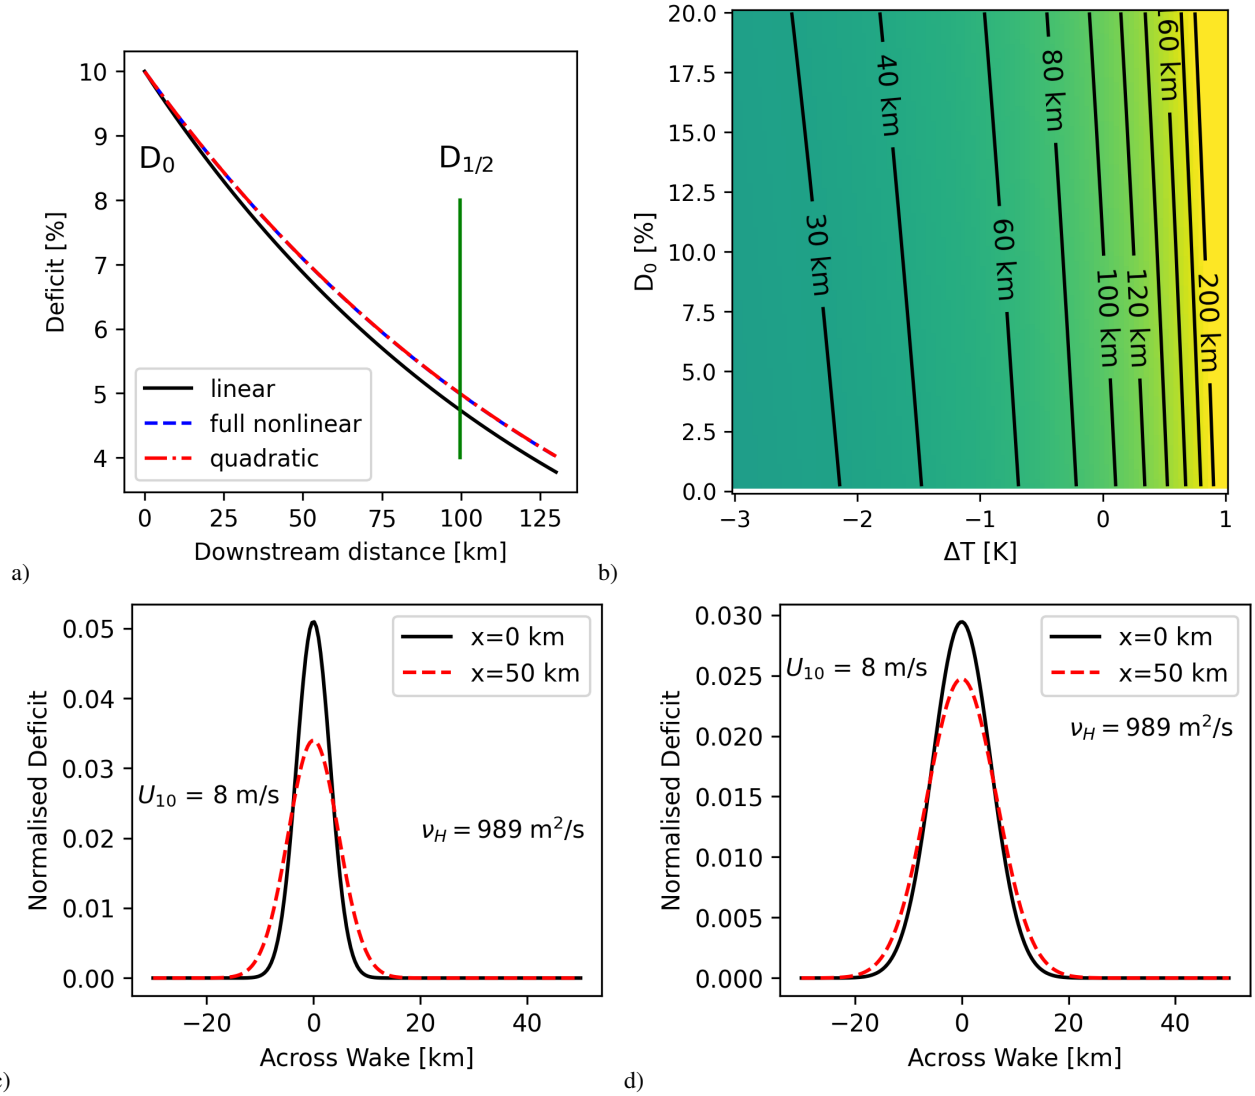 10
9
8
7
6
5
4
Deficit [%]
D0
D1/2
linear
full nonlinear
quadratic
0
25
50
75
100
125
Downstream distance [km]
a)
20.0
17.5
15.0
12.5
10.0
7.5
5.0
2.5
0.0
D0 [%]
30 km
40 km
60 km
80 km
100 km
120 km
60 km
200 km
−3
−2
−1
0
1
ΔT [K]
b)
0.05
0.04
0.03
0.02
0.01
0.00
Normalised Deficit
x=0 km
x=50 km
U10 = 8 m/s
νH = 989 m²/s
−20
0
20
40
Across Wake [km]
)
0.030
0.025
0.020
0.015
0.010
0.005
0.000
Normalised Deficit
x=0 km
x=50 km
U10 = 8 m/s
νH = 989 m²/s
−20
0
20
40
Across Wake [km]
d)